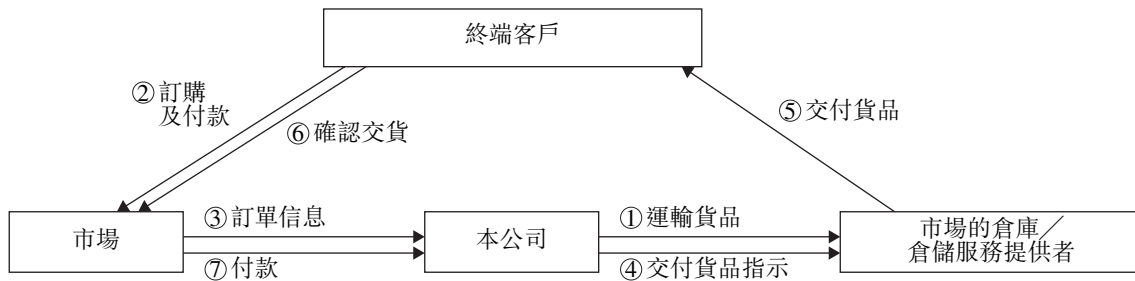 終端客戶
②訂購
及付款
⑥確認交貨
⑤交付貨品
市場
③訂單信息
⑦付款
本公司
①運輸貨品
④交付貨品指示
市場的倉庫／
倉儲服務提供者